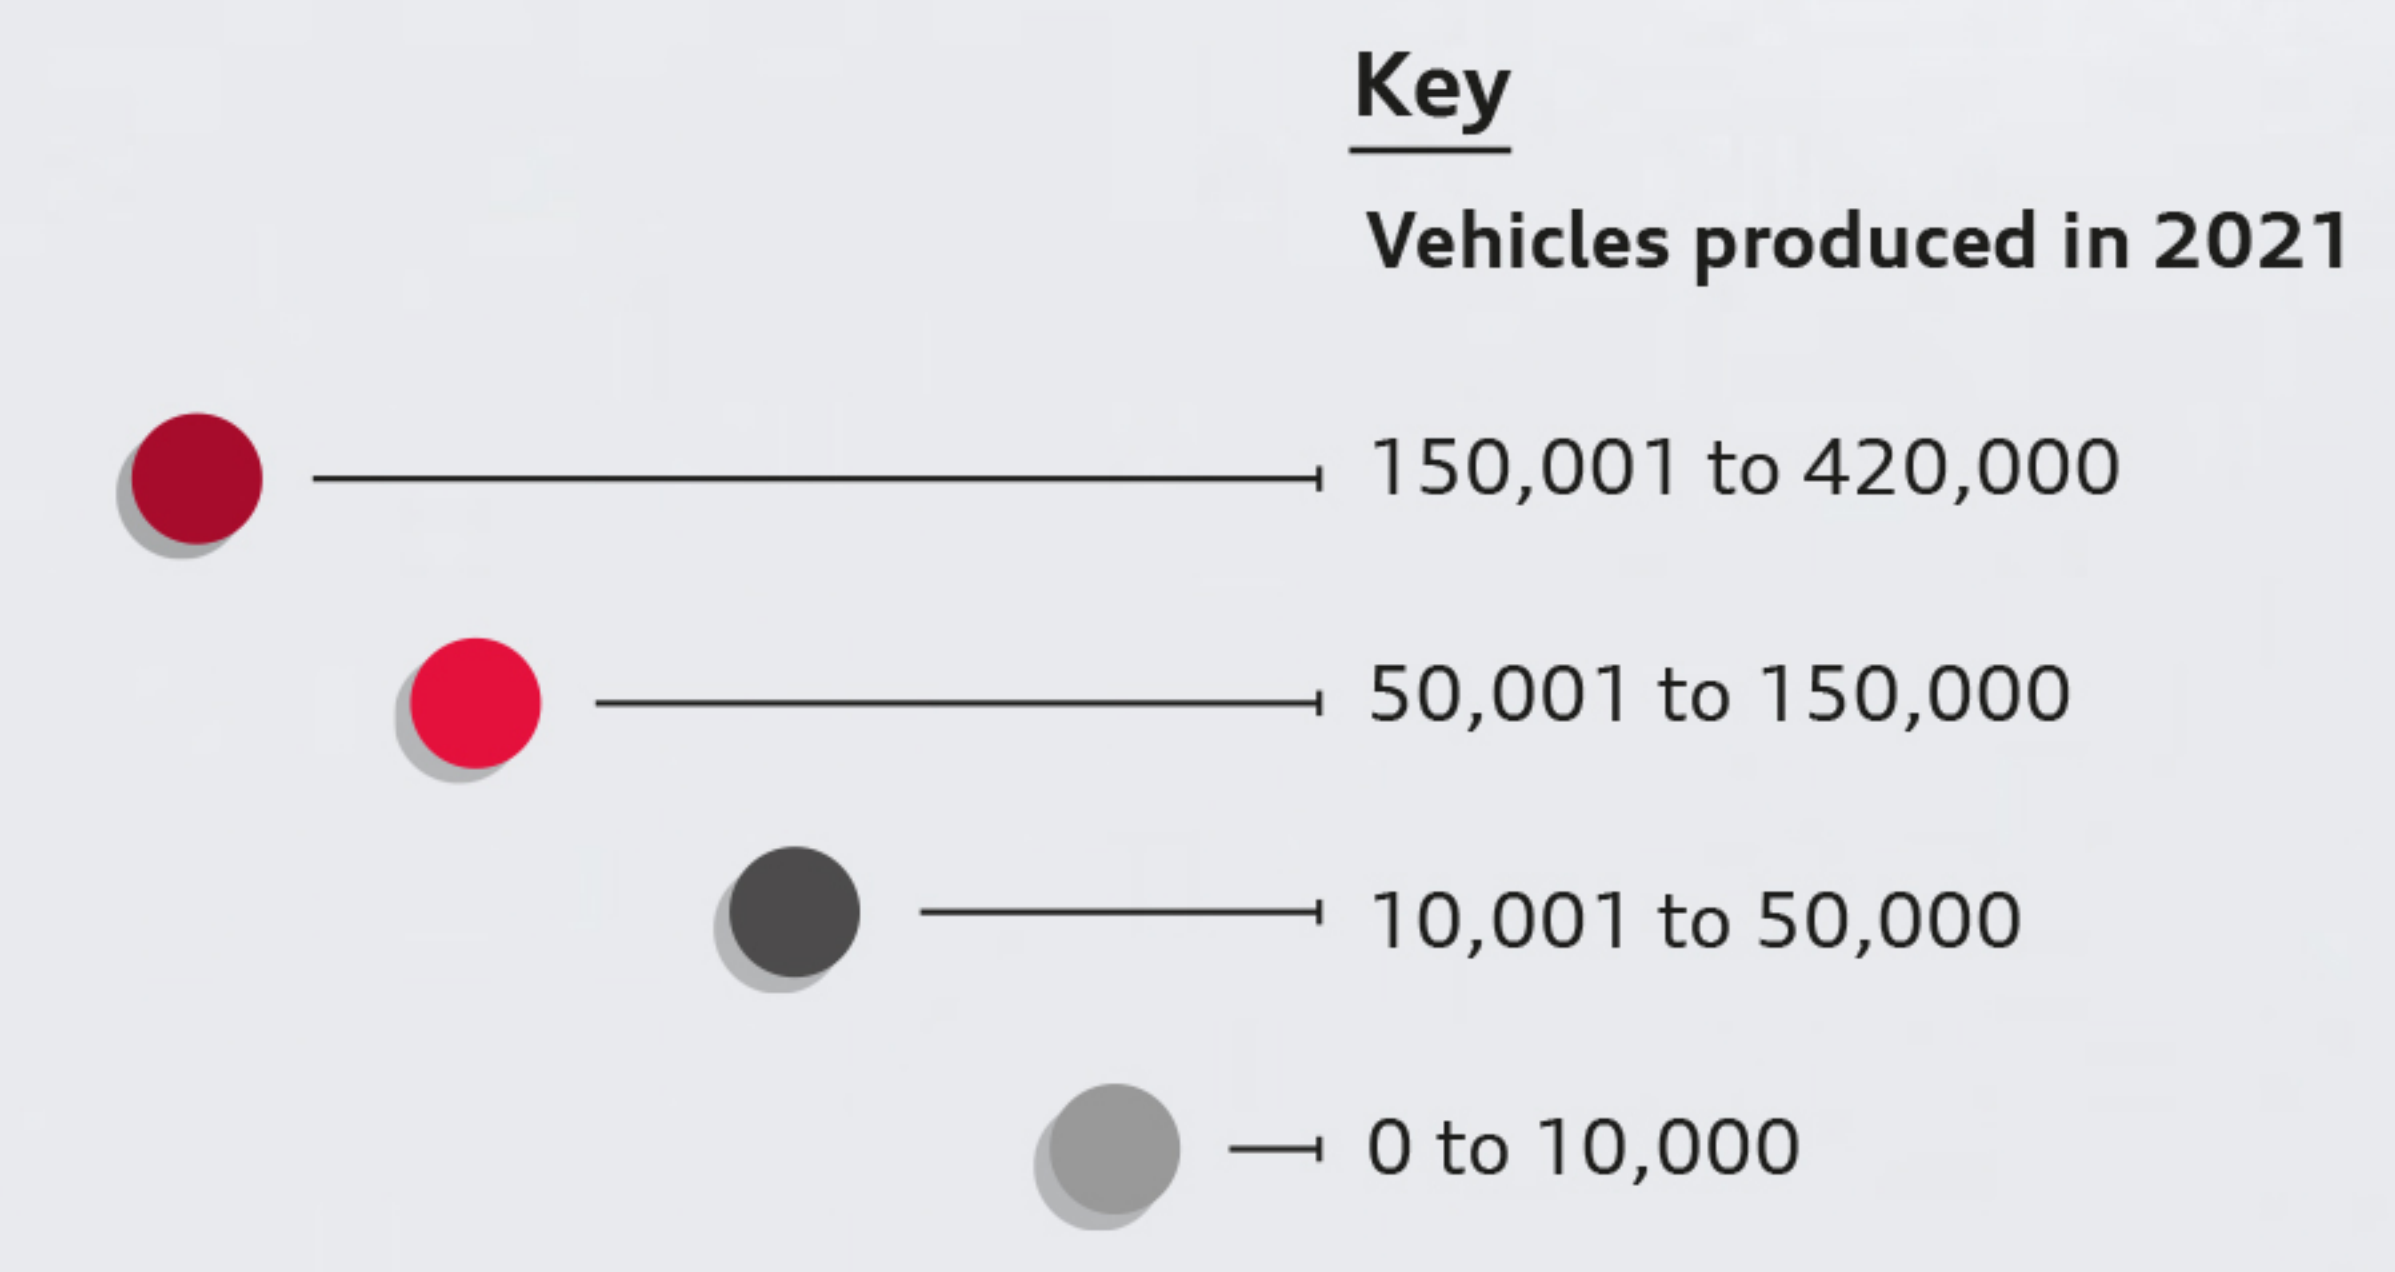 Key
Vehicles produced in 2021
150,001 to 420,000
50,001 to 150,000
10,001 to 50,000
0 to 10,000